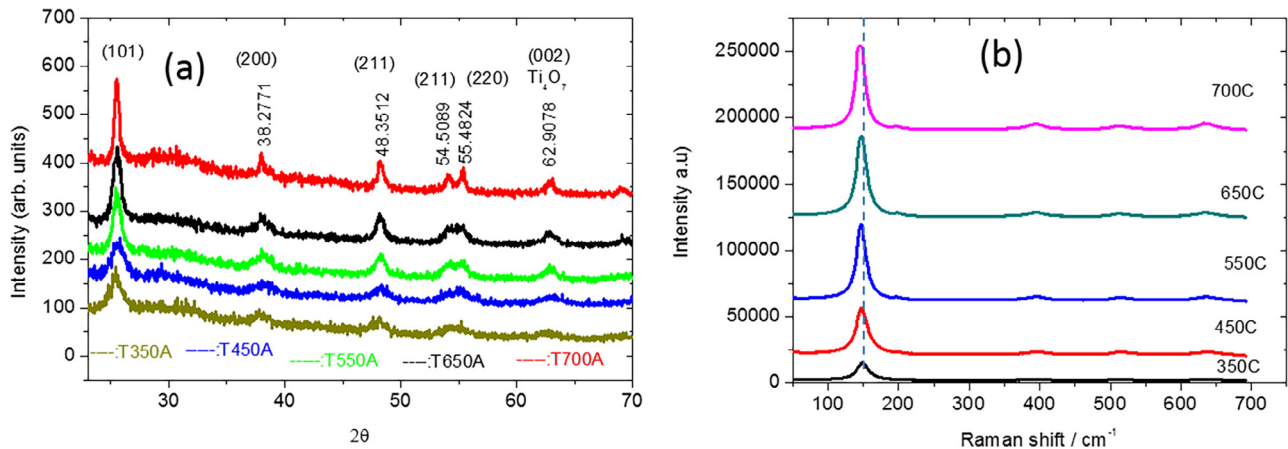 (a)
Intensity (arb. units)
700
600
500
400
300
200
100
0
(101)
(200)
(211)
(211)
(220)
(002)
Ti4O7
38.2771
48.3512
54.5089
55.4824
62.9078
----:T350A
----:T450A
----:T550A
----:T650A
----:T700A
30
40
50
60
70
2θ
(b)
Intensity a.u
250000
200000
150000
100000
50000
0
700C
650C
550C
450C
350C
100
200
300
400
500
600
700
800
Raman shift / cm-1